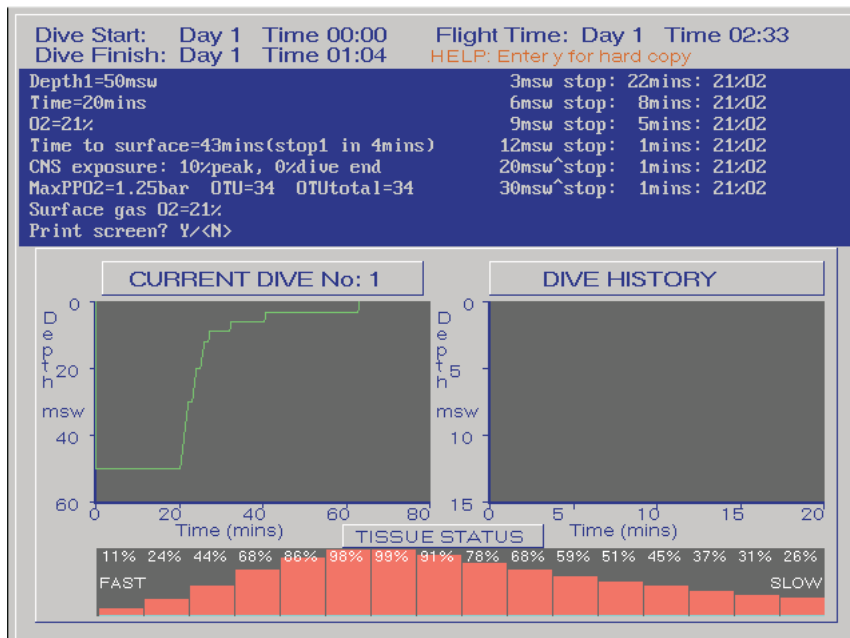 Dive Start: Day 1 Time 00:00 Flight Time: Day 1 Time 02:33
Dive Finish: Day 1 Time 01:04 HELP: Enter y for hard copy
Depth1=50msw
Time=20mins
O2=21%
Time to surface=43mins(stop1 in 4mins)
CNS exposure: 10%peak, 0%dive end
MaxPPO2=1.25bar OTU=34 OTUtotal=34
Surface gas O2=21%
Print screen? Y/<N>
3msw stop: 22mins: 21%O2
6msw stop: 8mins: 21%O2
9msw stop: 5mins: 21%O2
12msw stop: 1mins: 21%O2
20msw^stop: 1mins: 21%O2
30msw^stop: 1mins: 21%O2
CURRENT DIVE No: 1
Depth msw
0
20
40
60
0 20 40 60 80
Time (mins)
DIVE HISTORY
Depth msw
0
5
10
15
0 5 10 15 20
Time (mins)
TISSUE STATUS
11% 24% 44% 68% 86% 98% 99% 91% 78% 68% 59% 51% 45% 37% 31% 26%
FAST SLOW